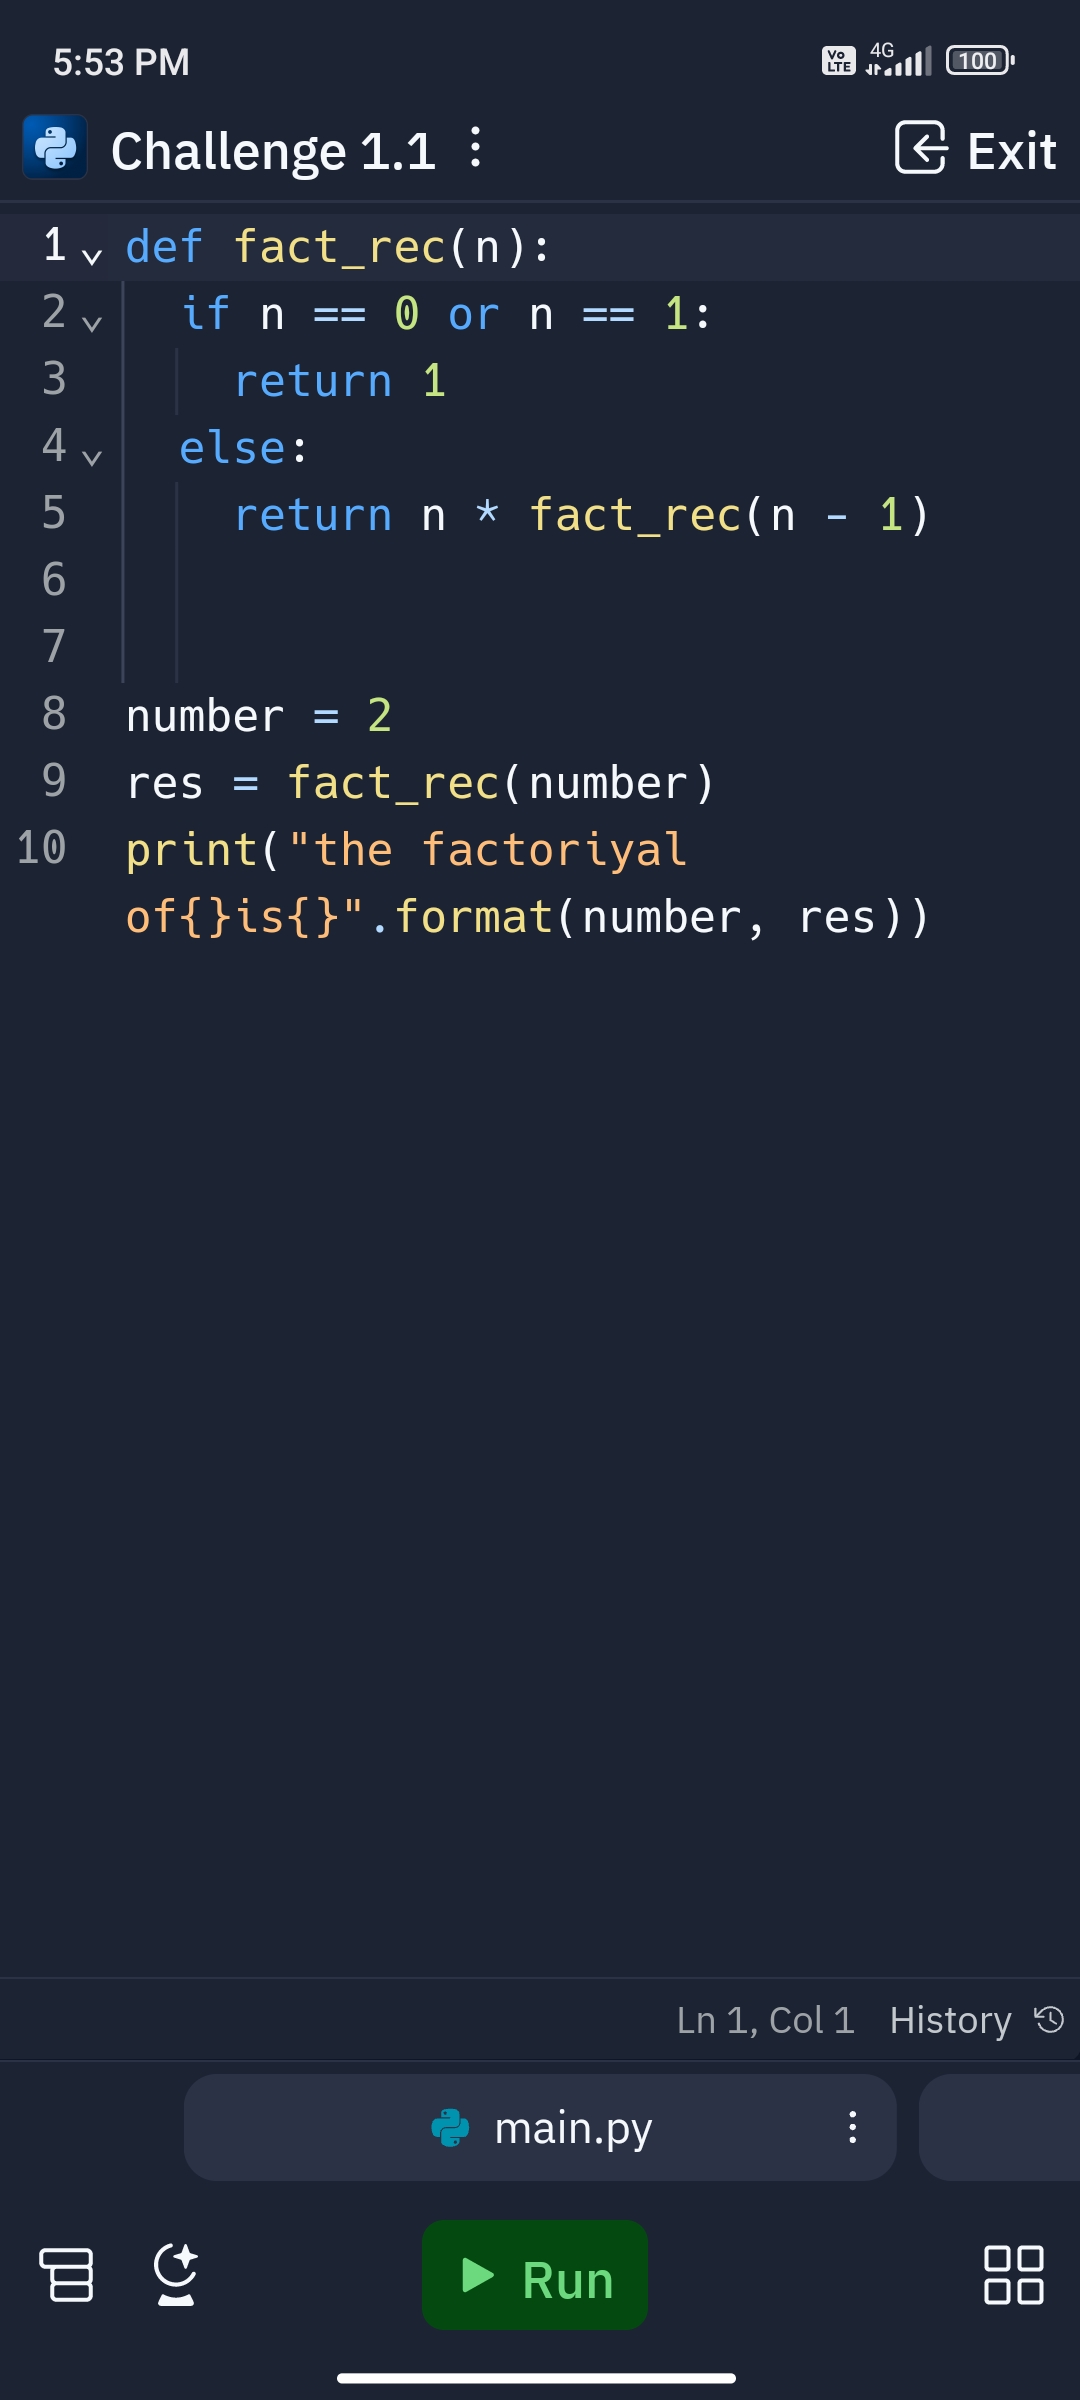 5:53 PM
Vo LTE 4G 100
Challenge 1.1
Exit
1 def fact_rec(n):
2 if n == 0 or n == 1:
3 return 1
4 else:
5 return n * fact_rec(n - 1)
6
7
8 number = 2
9 res = fact_rec(number)
10 print("the factoriyal
of{}is{}".format(number, res))
Ln 1, Col 1 History
main.py
Run